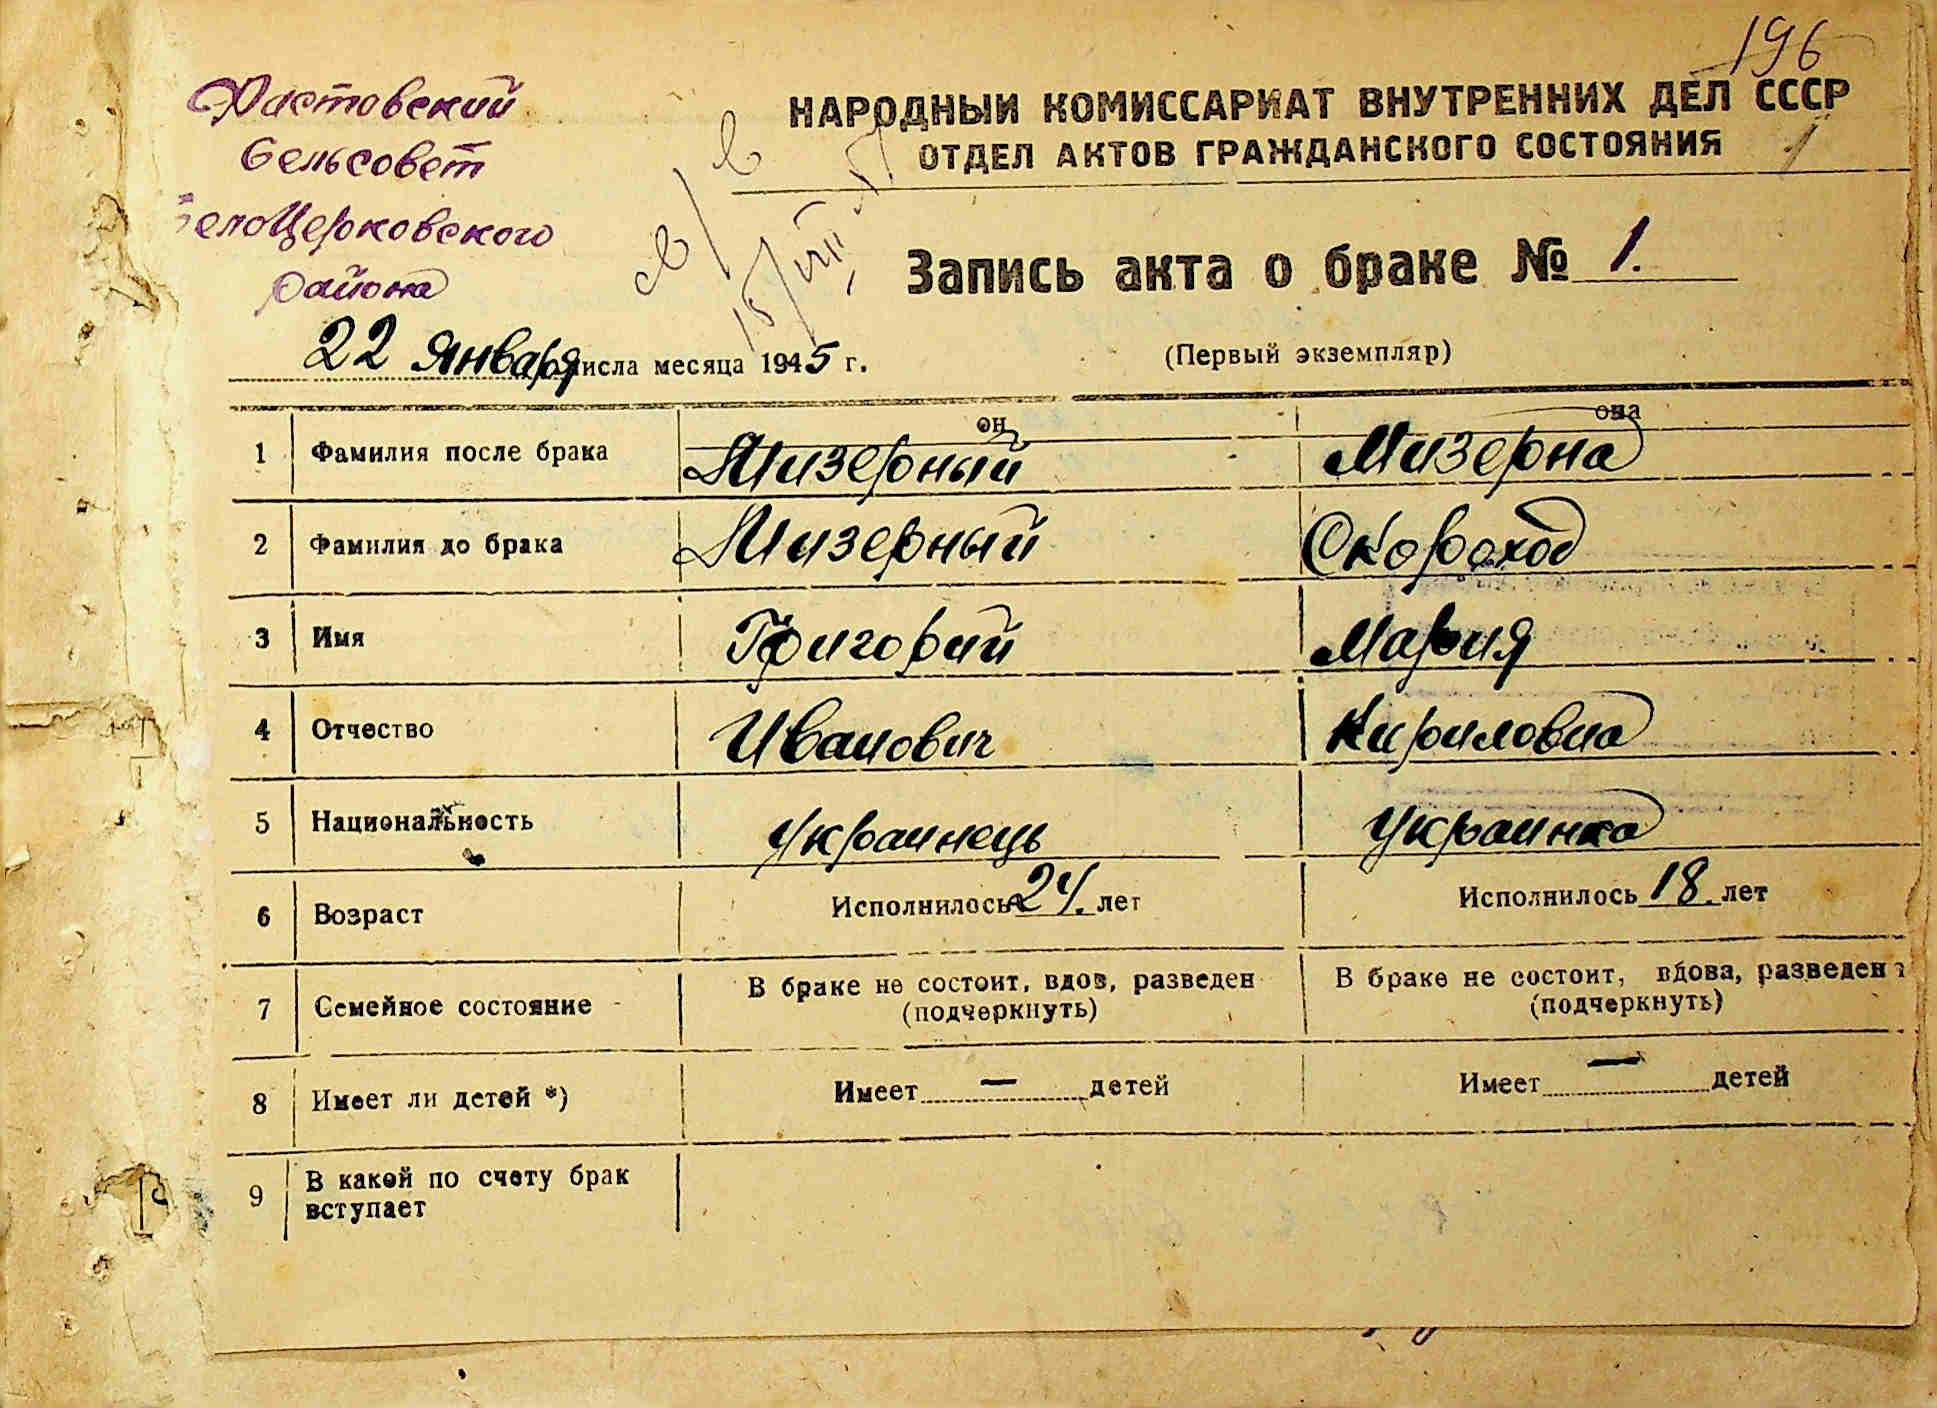 196
Фастовский
Сельсовет
БелоЦерковского
района
НАРОДНЫЙ КОМИССАРИАТ ВНУТРЕННИХ ДЕЛ СССР
ОТДЕЛ АКТОВ ГРАЖДАНСКОГО СОСТОЯНИЯ
св/в
15/VIII 51
Запись акта о браке № 1.
22 января числа месяца 1945 г.
(Первый экземпляр)
он она
1 Фамилия после брака Мизерный Мизерна
2 Фамилия до брака Мизерный Скороход
3 Имя Григорий Мария
4 Отчество Иванович Кириловна
5 Национальность Украинець Украинка
6 Возраст Исполнилось 24. лет Исполнилось 18. лет
7 Семейное состояние В браке не состоит, вдов, разведен В браке не состоит, вдова, разведена
(подчеркнуть) (подчеркнуть)
8 Имеет ли детей *) Имеет — детей Имеет — детей
9 В какой по счету брак
вступает